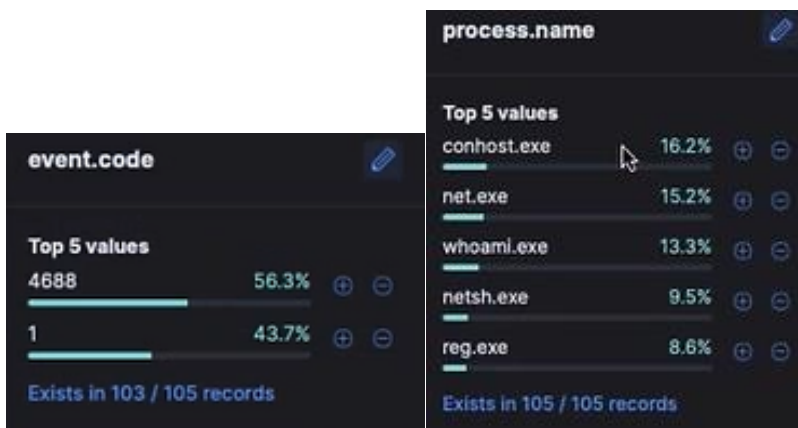 event.code
Top 5 values
4688 56.3%
1 43.7%
Exists in 103 / 105 records
process.name
Top 5 values
conhost.exe 16.2%
net.exe 15.2%
whoami.exe 13.3%
netsh.exe 9.5%
reg.exe 8.6%
Exists in 105 / 105 records